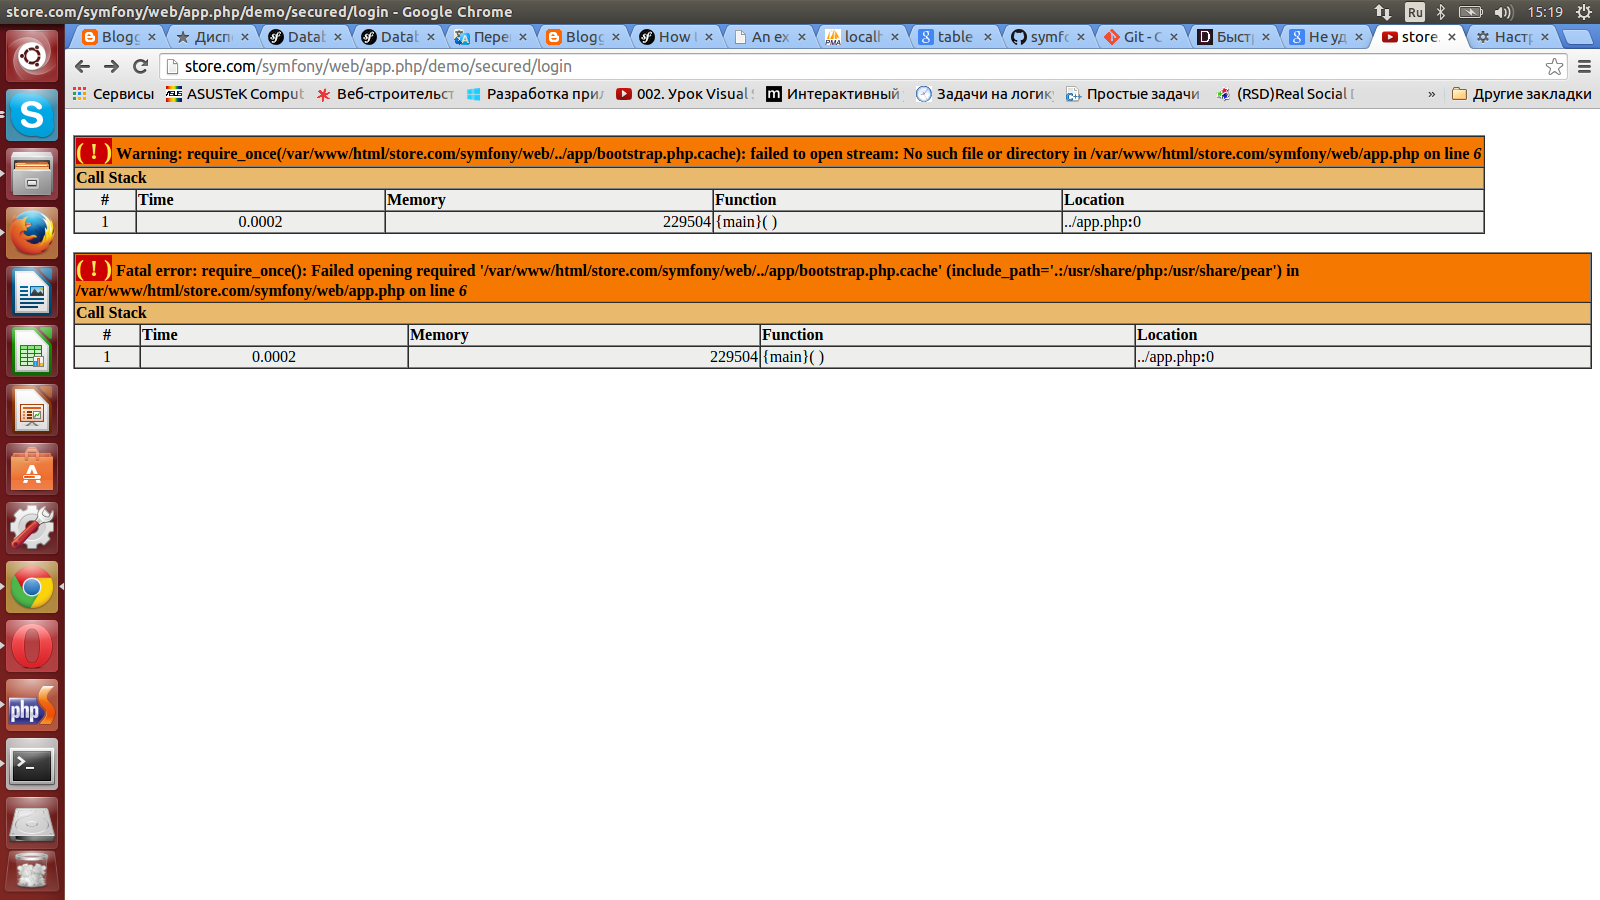 store.com/symfony/web/app.php/demo/secured/login - Google Chrome
Ru
15:19
Blogg
Дисп
Datab
Datab
Пере
Blogg
How
An ex
localh
table
symfo
Git - C
Быст
Не уд
store.
Настр
store.com/symfony/web/app.php/demo/secured/login
Сервисы
ASUSTeK Comput
Веб-строительст
Разработка при
002. Урок Visual
Интерактивный
Задачи на логик
Простые задачи
(RSD)Real Social
»
Другие закладки
( ! ) Warning: require_once(/var/www/html/store.com/symfony/web/../app/bootstrap.php.cache): failed to open stream: No such file or directory in /var/www/html/store.com/symfony/web/app.php on line 6
Call Stack
# Time Memory Function Location
1 0.0002 229504 {main}( ) ../app.php:0
( ! ) Fatal error: require_once(): Failed opening required '/var/www/html/store.com/symfony/web/../app/bootstrap.php.cache' (include_path='.:/usr/share/php:/usr/share/pear') in
/var/www/html/store.com/symfony/web/app.php on line 6
Call Stack
# Time Memory Function Location
1 0.0002 229504 {main}( ) ../app.php:0